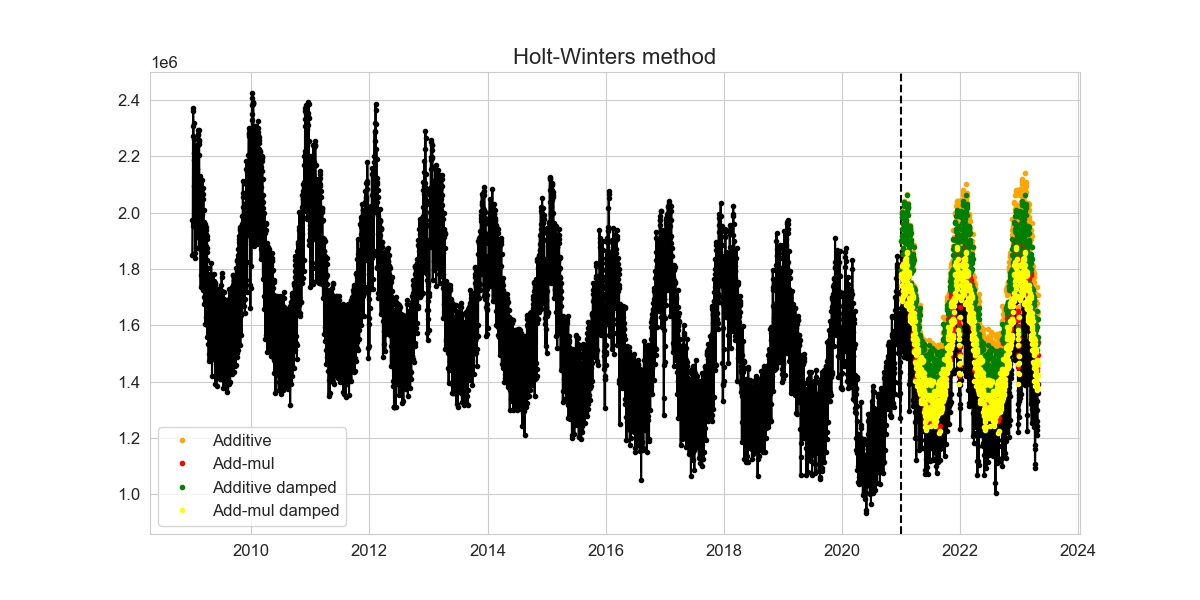 Holt-Winters method
1e6
2.4
2.2
2.0
1.8
1.6
1.4
1.2
1.0
Additive
Add-mul
Additive damped
Add-mul damped
2010 2012 2014 2016 2018 2020 2022 2024